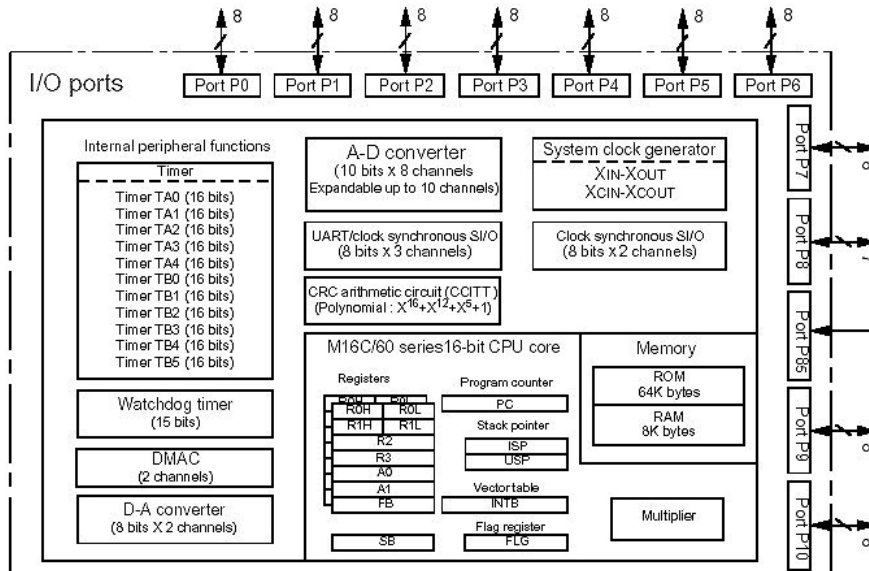 8 8 8 8 8 8 8
I/O ports
Port P0 Port P1 Port P2 Port P3 Port P4 Port P5 Port P6
Port P7
Port P8
Port P85
Port P9
Port P10
Internal peripheral functions
Timer
Timer TA0 (16 bits)
Timer TA1 (16 bits)
Timer TA2 (16 bits)
Timer TA3 (16 bits)
Timer TA4 (16 bits)
Timer TB0 (16 bits)
Timer TB1 (16 bits)
Timer TB2 (16 bits)
Timer TB3 (16 bits)
Timer TB4 (16 bits)
Timer TB5 (16 bits)
Watchdog timer
(15 bits)
DMAC
(2 channels)
D-A converter
(8 bits X 2 channels)
A-D converter
(10 bits x 8 channels
Expandable up to 10 channels)
UART/clock synchronous SI/O
(8 bits x 3 channels)
CRC arithmetic circuit (CCITT)
(Polynomial : X16+X12+X5+1)
System clock generator
XIN-XOUT
XCIN-XCOUT
Clock synchronous SI/O
(8 bits x 2 channels)
M16C/60 series16-bit CPU core
Registers
R0H R0L
R0H R0L
R1H R1L
R2
R3
A0
A1
FB
SB
Program counter
PC
Stack pointer
ISP
USP
Vector table
INTB
Flag register
FLG
Memory
ROM
64K bytes
RAM
8K bytes
Multiplier